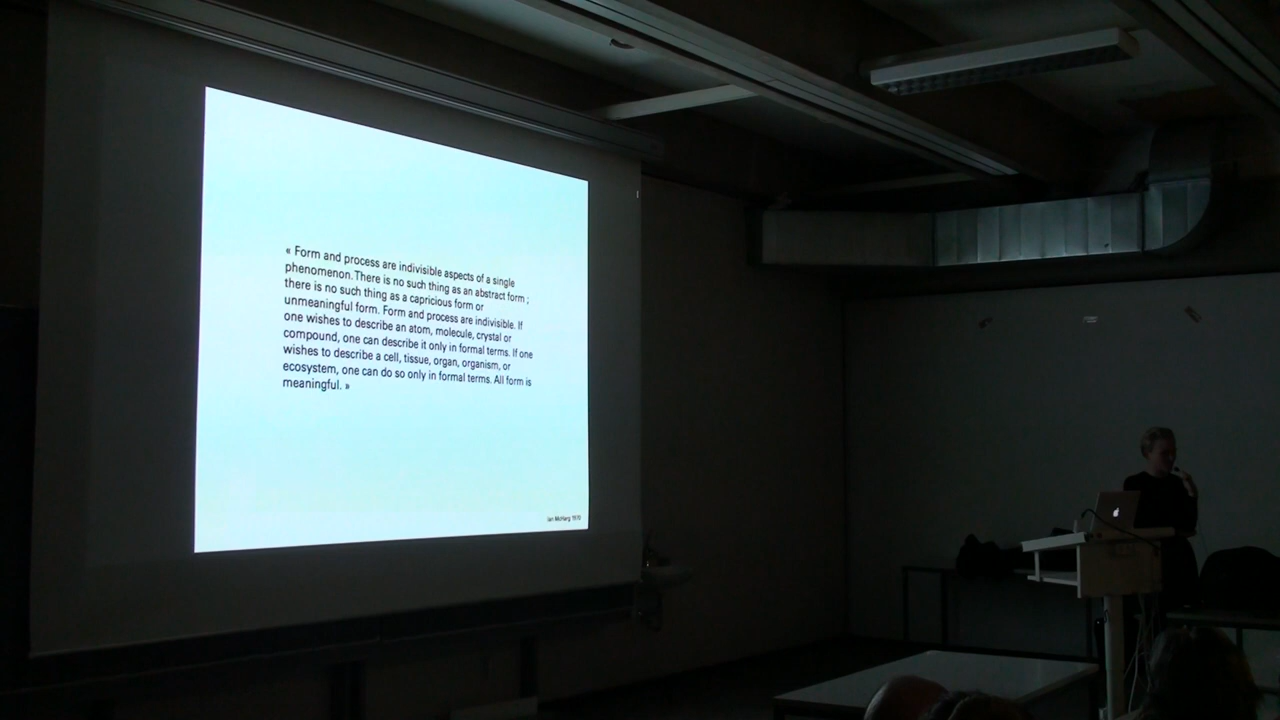 « Form and process are indivisible aspects of a single
phenomenon. There is no such thing as an abstract form ;
there is no such thing as a capricious form or
unmeaningful form. Form and process are indivisible. If
one wishes to describe an atom, molecule, crystal or
compound, one can describe it only in formal terms. If one
wishes to describe a cell, tissue, organ, organism, or
ecosystem, one can do so only in formal terms. All form is
meaningful. »
Ian McHarg 1970